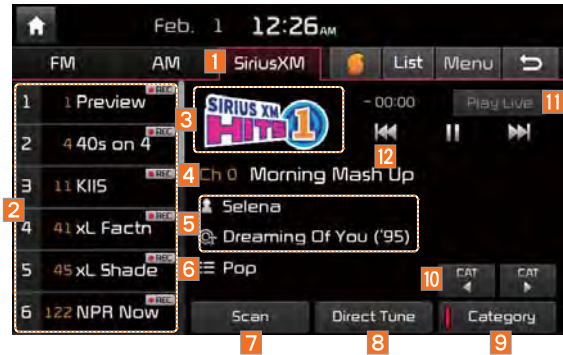 Feb. 1 12:26 AM
FM AM 1 SiriusXM List Menu
1 1 Preview REC
2 4 40s on 4 REC
3 11 KIIS REC
4 41 xL Factn REC
5 45 xL Shade REC
6 122 NPR Now REC
2
3 SIRIUS XM HITS 1
- 00:00 Play Live 11
12
4 Ch 0 Morning Mash Up
5 Selena
Dreaming Of You ('95)
6 Pop
10 CAT CAT
Scan Direct Tune Category
7 8 9